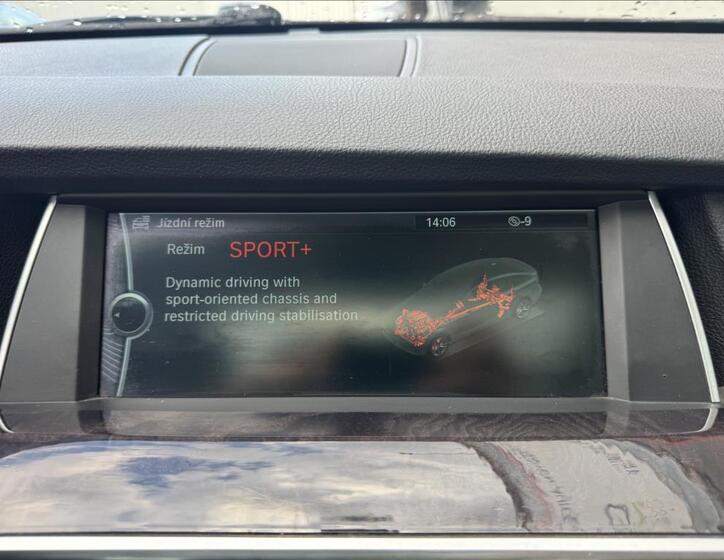 Jízdní režim
14:06
-9
Režim SPORT+
Dynamic driving with
sport-oriented chassis and
restricted driving stabilisation